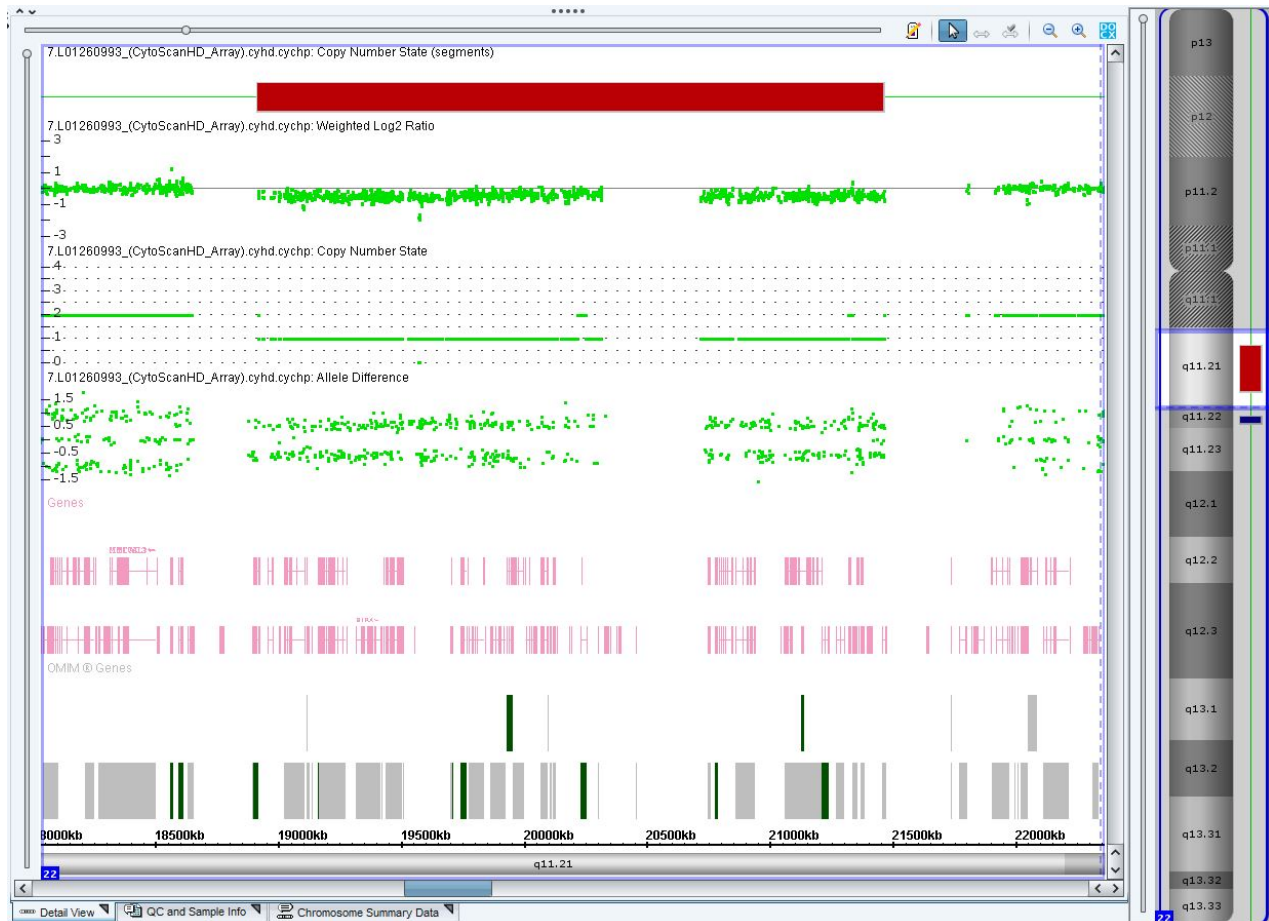 7.L01260993_(CytoScanHD_Array).cyhd.cychp: Copy Number State (segments)
7.L01260993_(CytoScanHD_Array).cyhd.cychp: Weighted Log2 Ratio
3
1
-1
-3
7.L01260993_(CytoScanHD_Array).cyhd.cychp: Copy Number State
4
3
2
1
0
7.L01260993_(CytoScanHD_Array).cyhd.cychp: Allele Difference
1.5
0.5
-0.5
-1.5
Genes
OMIM ® Genes
8000kb 18500kb 19000kb 19500kb 20000kb 20500kb 21000kb 21500kb 22000kb
q11.21
22
Detail View QC and Sample Info Chromosome Summary Data
DOCX
p13
p12
p11.2
p11.1
q11.1
q11.21
q11.22
q11.23
q12.1
q12.2
q12.3
q13.1
q13.2
q13.31
q13.32
q13.33
22